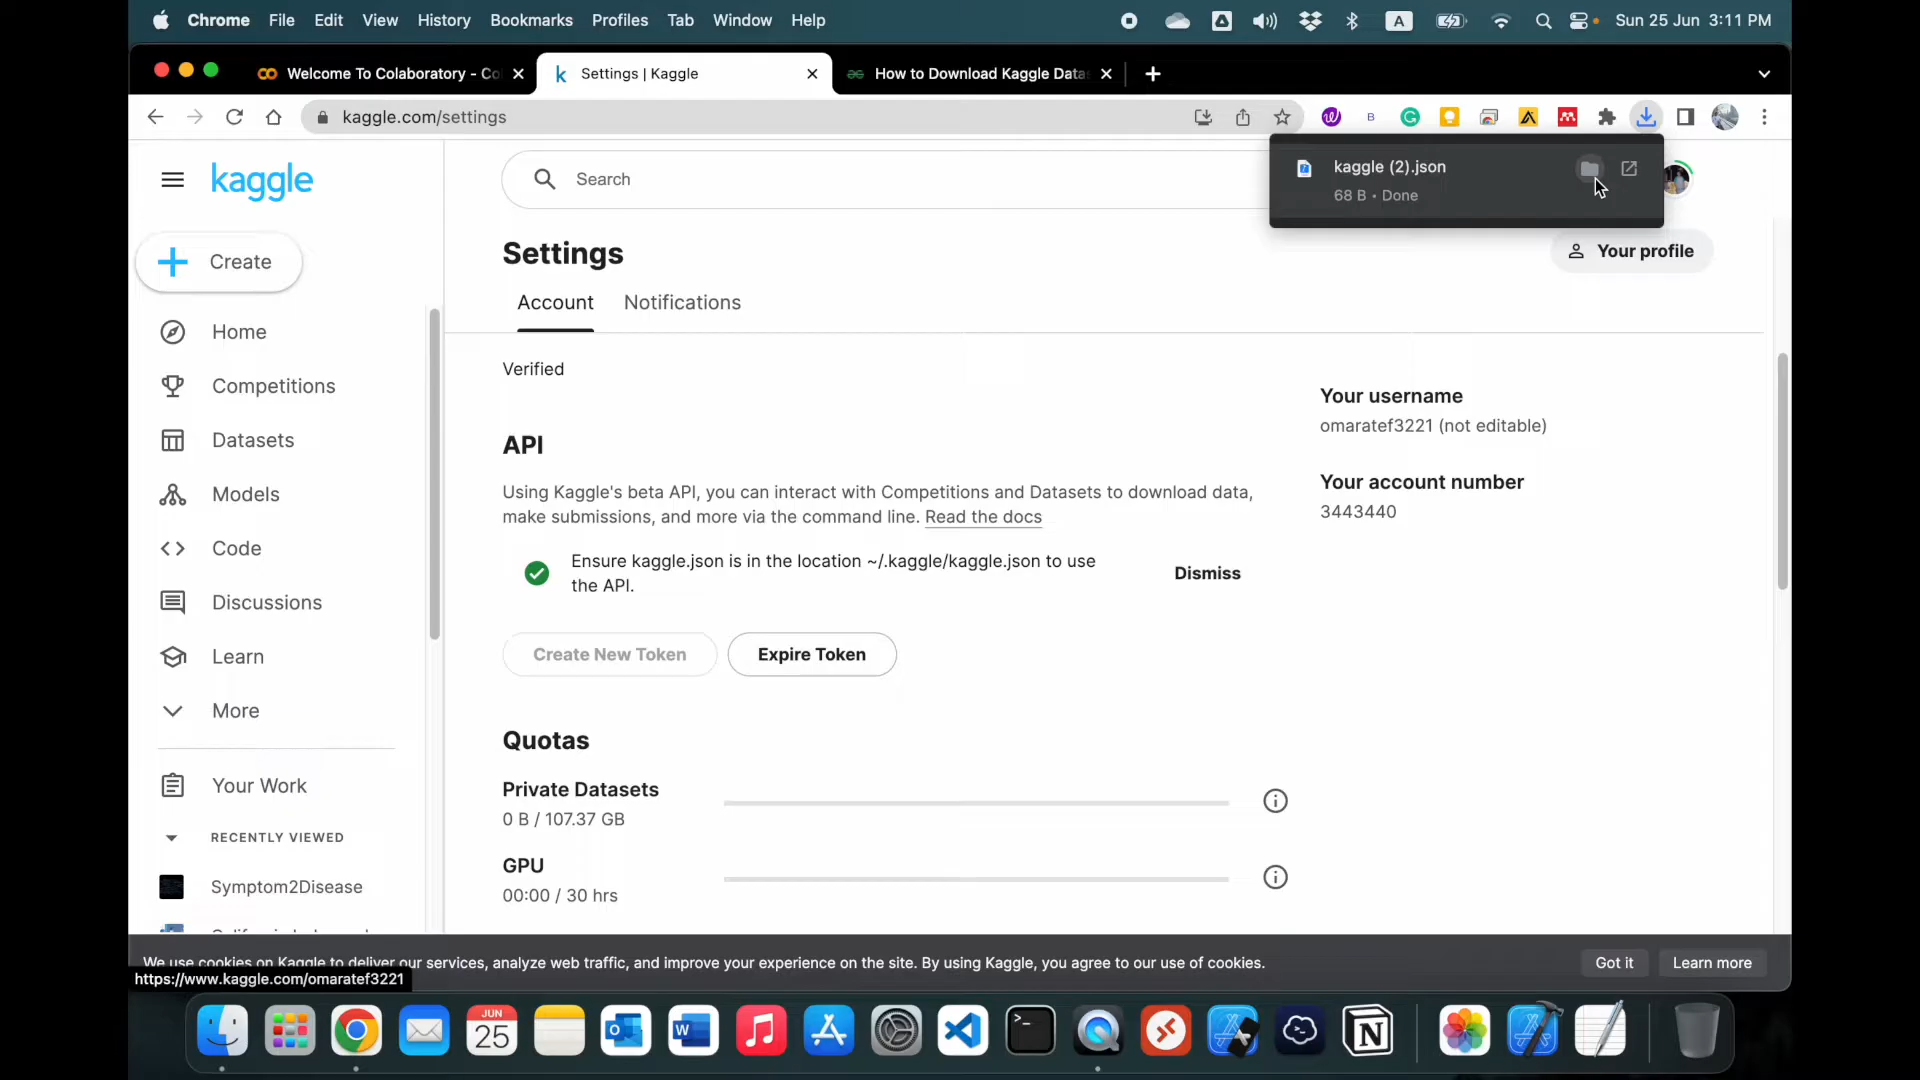 Chrome File Edit View History Bookmarks Profiles Tab Window Help
A
Sun 25 Jun 3:11 PM
Welcome To Colaboratory - Co
Settings | Kaggle
How to Download Kaggle Data
kaggle.com/settings
kaggle (2).json
68 B • Done
kaggle
Search
Create
Settings
Your profile
Account
Notifications
Home
Competitions
Datasets
Models
Code
Discussions
Learn
More
Your Work
RECENTLY VIEWED
Symptom2Disease
Verified
API
Using Kaggle's beta API, you can interact with Competitions and Datasets to download data,
make submissions, and more via the command line. Read the docs
Ensure kaggle.json is in the location ~/.kaggle/kaggle.json to use
the API.
Dismiss
Create New Token
Expire Token
Your username
omaratef3221 (not editable)
Your account number
3443440
Quotas
Private Datasets
0 B / 107.37 GB
GPU
00:00 / 30 hrs
We use cookies on Kaggle to deliver our services, analyze web traffic, and improve your experience on the site. By using Kaggle, you agree to our use of cookies.
Got it
Learn more
https://www.kaggle.com/omaratef3221
JUN
25